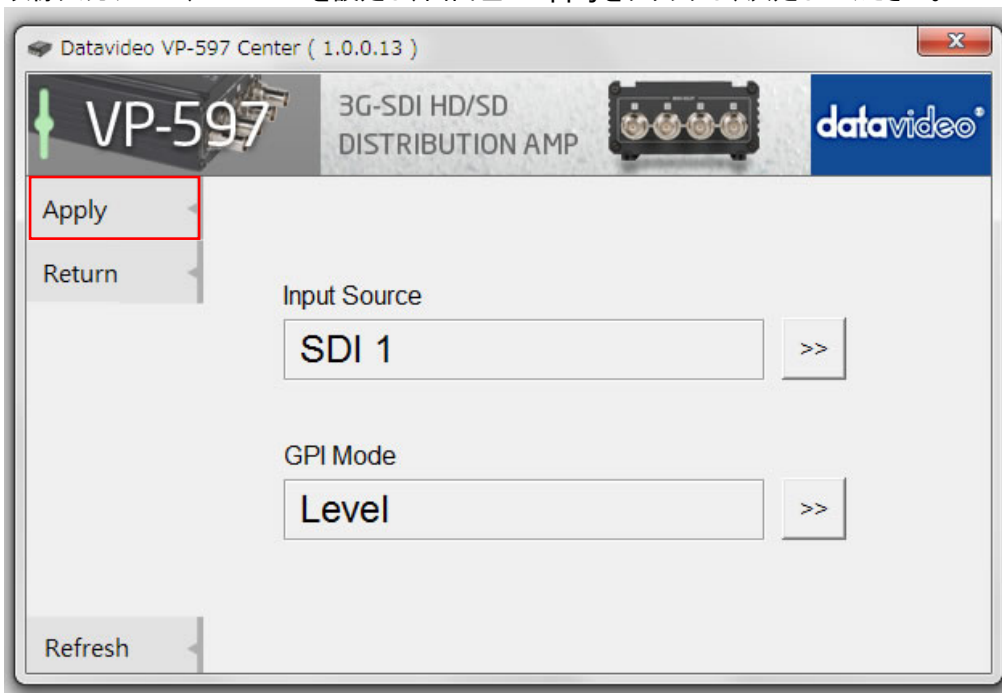 Datavideo VP-597 Center ( 1.0.0.13 )
VP-597
3G-SDI HD/SD
DISTRIBUTION AMP
datavideo®
Apply
Return
Input Source
SDI 1
>>
GPI Mode
Level
>>
Refresh